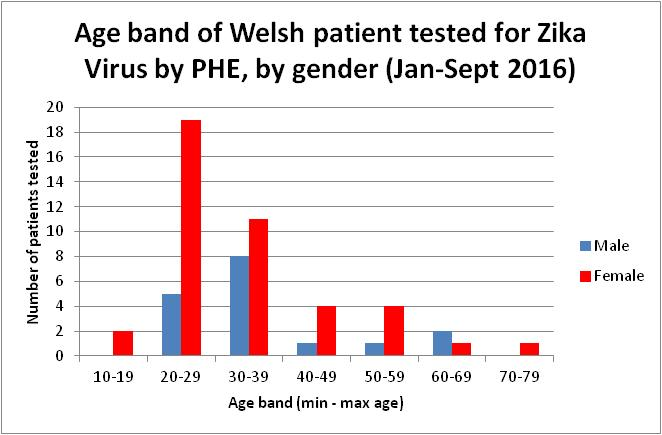 Age band of Welsh patient tested for Zika
Virus by PHE, by gender (Jan-Sept 2016)
Number of patients tested
20
18
16
14
12
10
8
6
4
2
0
10-19 20-29 30-39 40-49 50-59 60-69 70-79
Age band (min - max age)
Male
Female